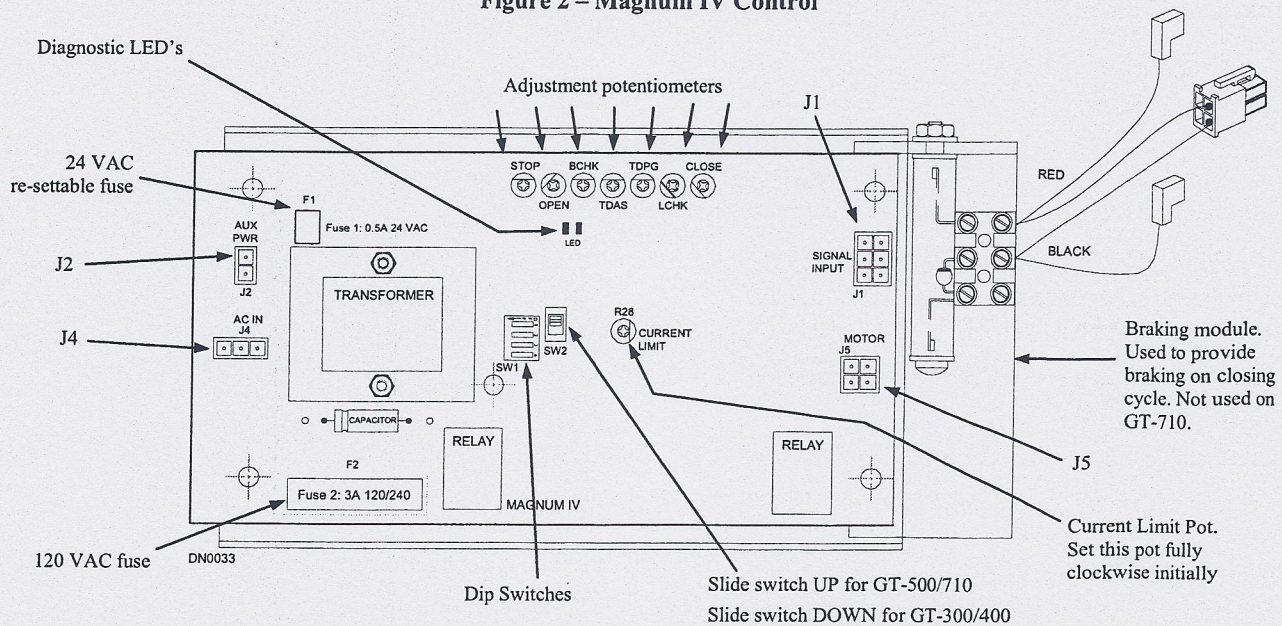 Figure 2 – Magnum IV Control
Diagnostic LED's
Adjustment potentiometers
J1
24 VAC
re-settable fuse
STOP
BCHK
TDPG
CLOSE
OPEN
TDAS
LCHK
RED
F1
Fuse 1: 0.5A 24 VAC
LED
AUX
PWR
J2
J2
SIGNAL
INPUT
J1
BLACK
TRANSFORMER
AC IN
J4
J4
R28
CURRENT
LIMIT
SW2
SW1
MOTOR
J5
Braking module.
Used to provide
braking on closing
cycle. Not used on
GT-710.
CAPACITOR
RELAY
RELAY
J5
F2
Fuse 2: 3A 120/240
MAGNUM IV
Current Limit Pot.
Set this pot fully
clockwise initially
120 VAC fuse
DN0033
Dip Switches
Slide switch UP for GT-500/710
Slide switch DOWN for GT-300/400